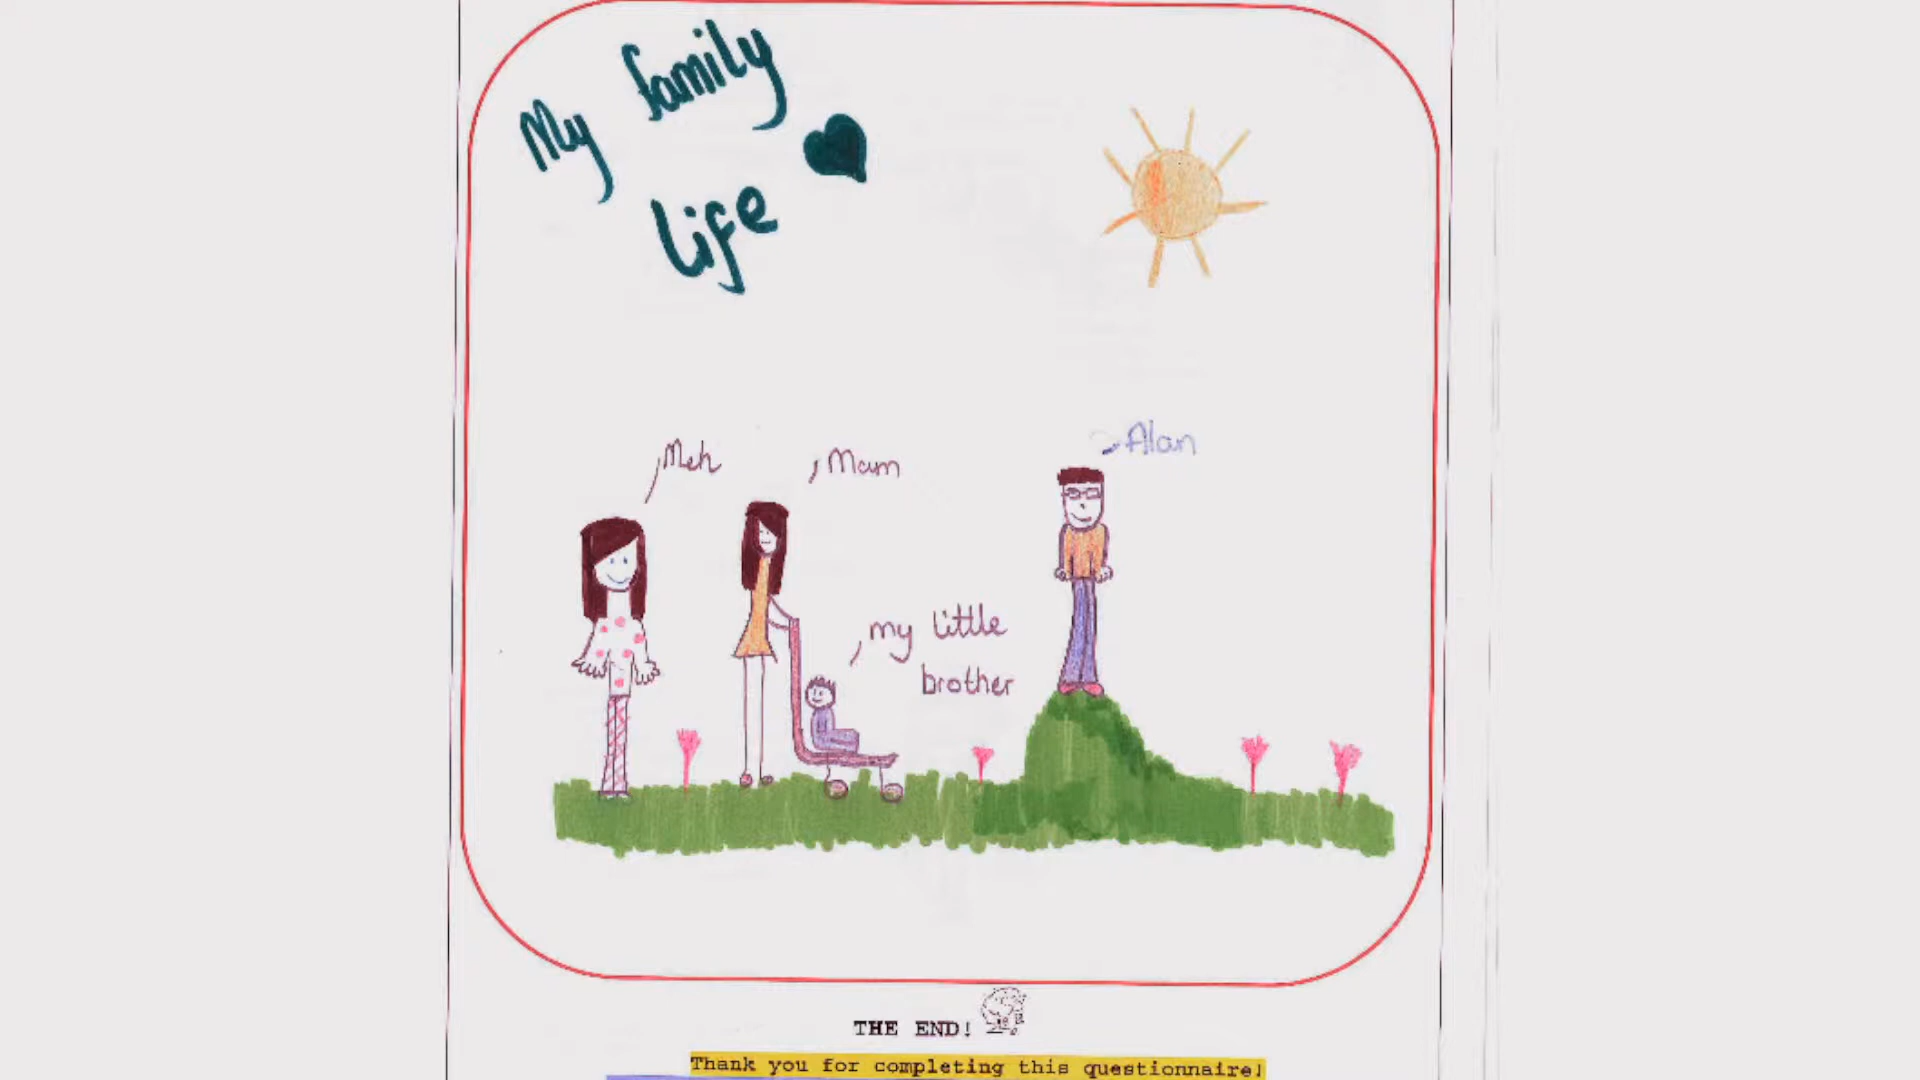 My family
life
Meh
Mam
Alan
my little
brother
THE END!
Thank you for completing this questionnaire!